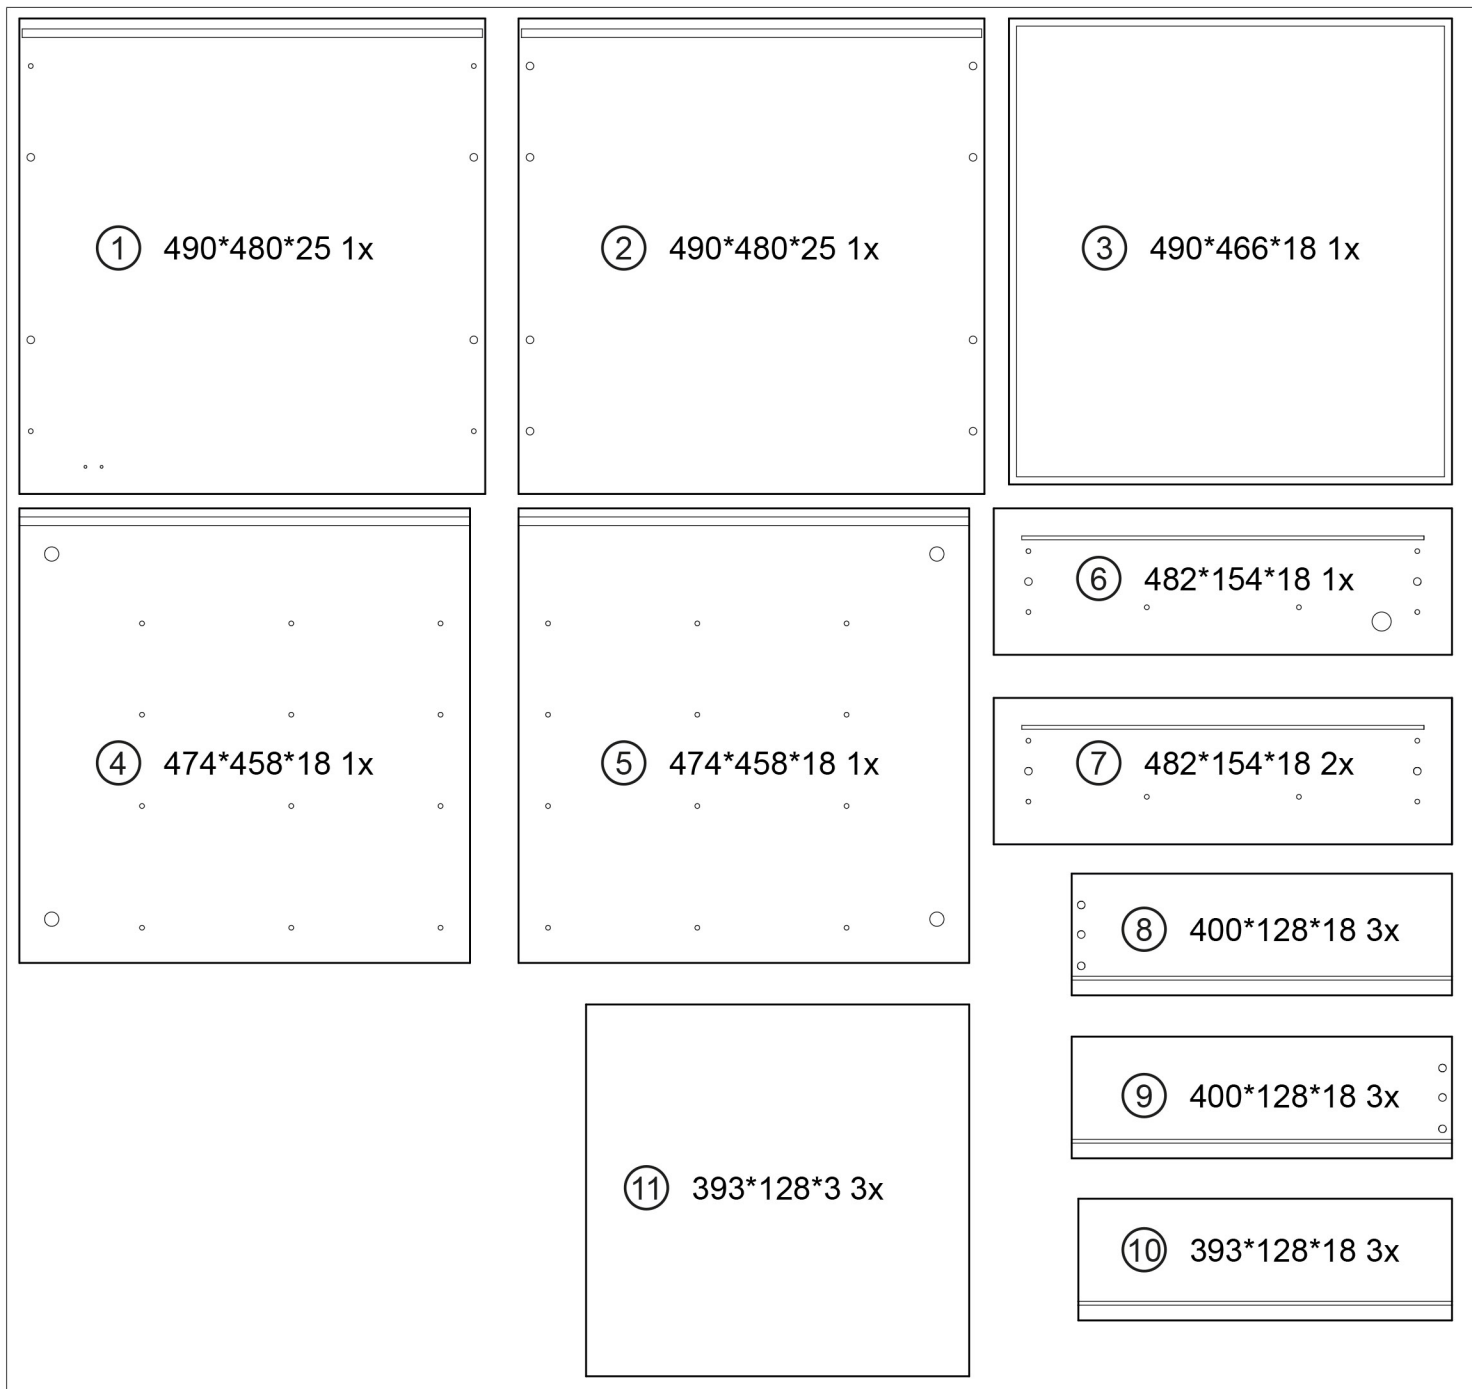 1 490*480*25 1x
2 490*480*25 1x
3 490*466*18 1x
4 474*458*18 1x
5 474*458*18 1x
6 482*154*18 1x
7 482*154*18 2x
8 400*128*18 3x
9 400*128*18 3x
11 393*128*3 3x
10 393*128*18 3x